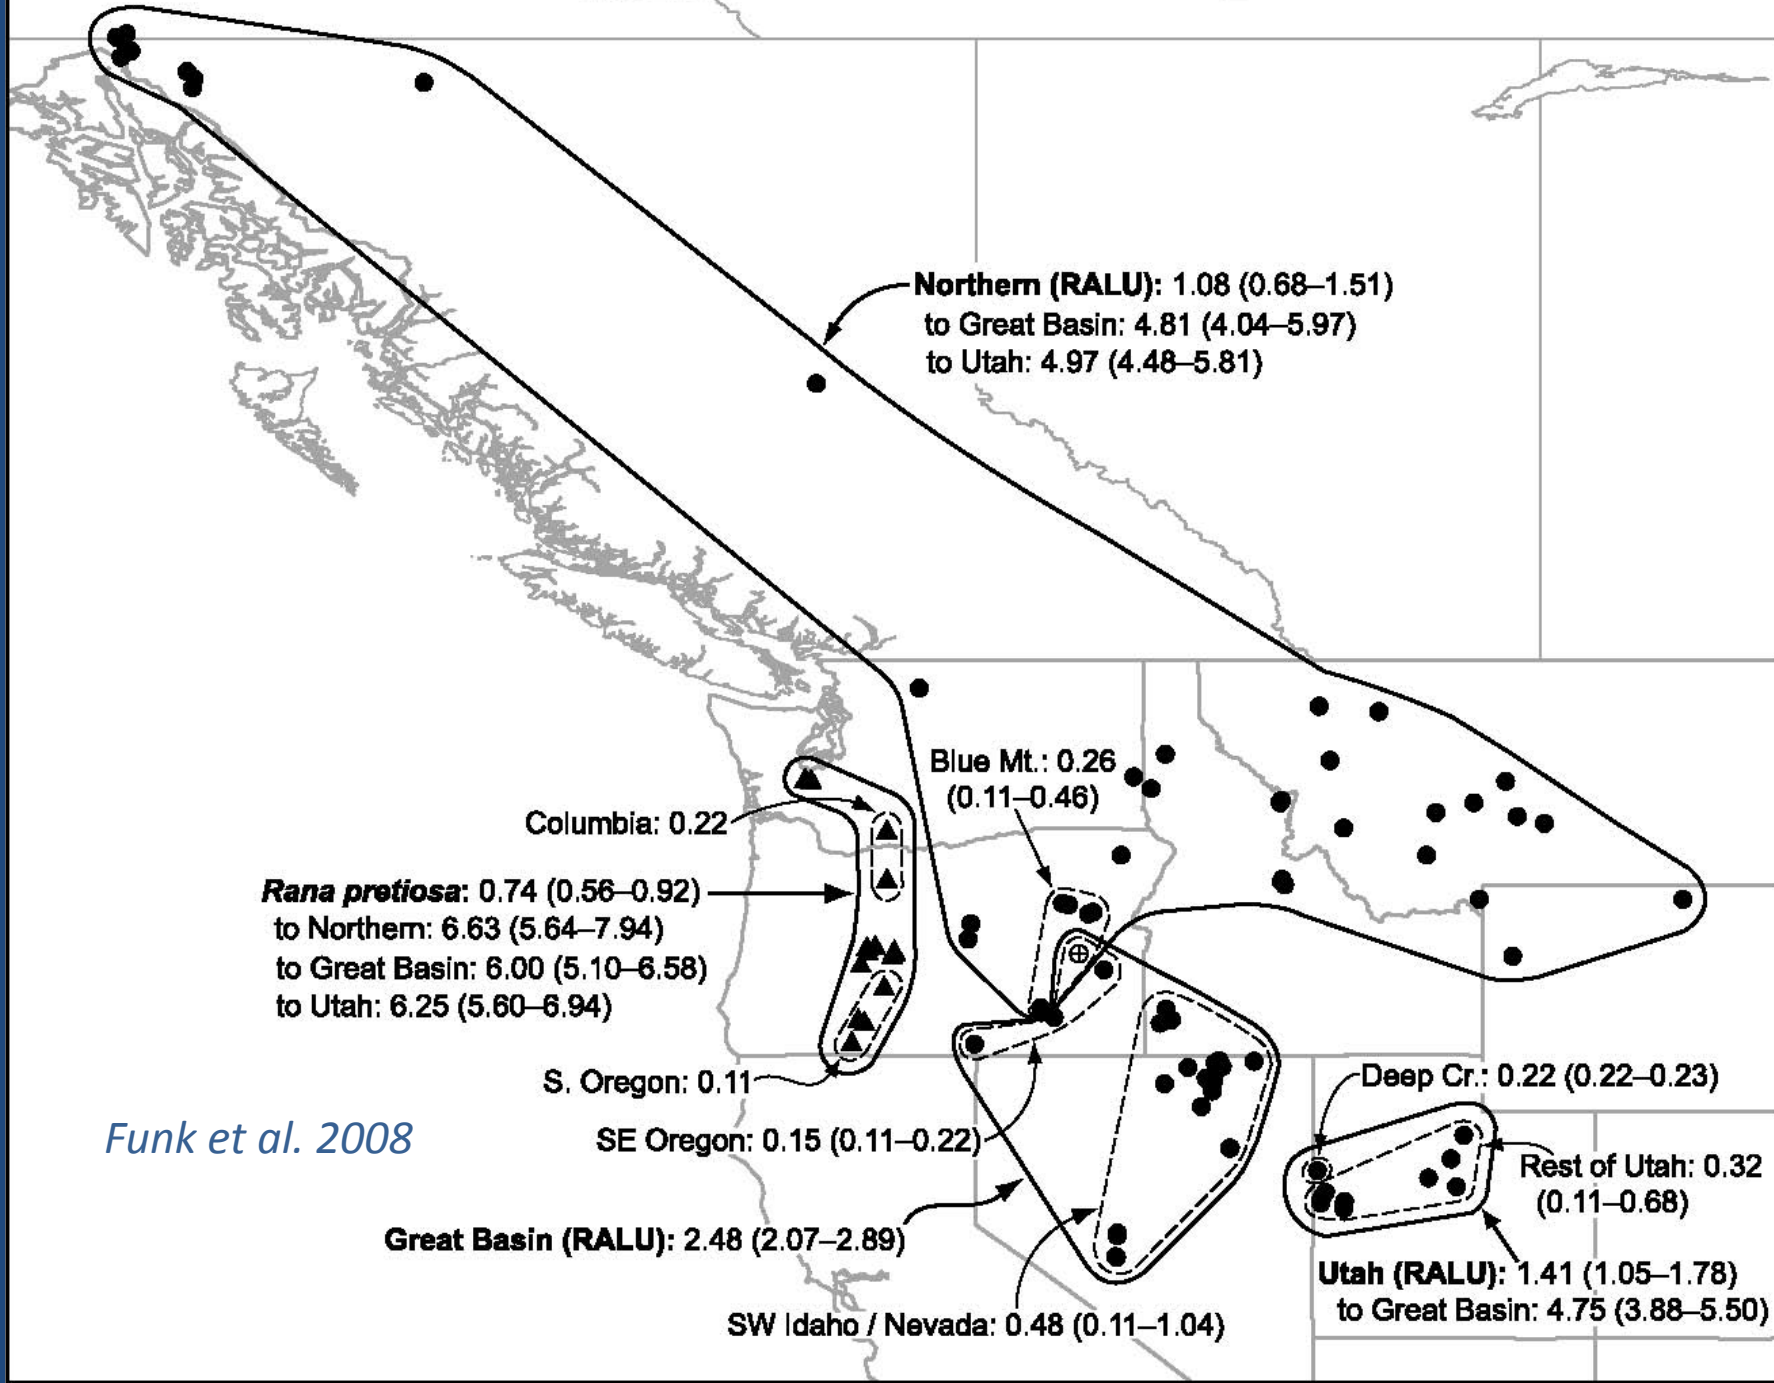 Northern (RALU): 1.08 (0.68–1.51)
to Great Basin: 4.81 (4.04–5.97)
to Utah: 4.97 (4.48–5.81)
Blue Mt.: 0.26
(0.11–0.46)
Columbia: 0.22
Rana pretiosa: 0.74 (0.56–0.92)
to Northern: 6.63 (5.64–7.94)
to Great Basin: 6.00 (5.10–6.58)
to Utah: 6.25 (5.60–6.94)
S. Oregon: 0.11
Deep Cr.: 0.22 (0.22–0.23)
Funk et al. 2008
SE Oregon: 0.15 (0.11–0.22)
Rest of Utah: 0.32
(0.11–0.68)
Great Basin (RALU): 2.48 (2.07–2.89)
Utah (RALU): 1.41 (1.05–1.78)
to Great Basin: 4.75 (3.88–5.50)
SW Idaho / Nevada: 0.48 (0.11–1.04)